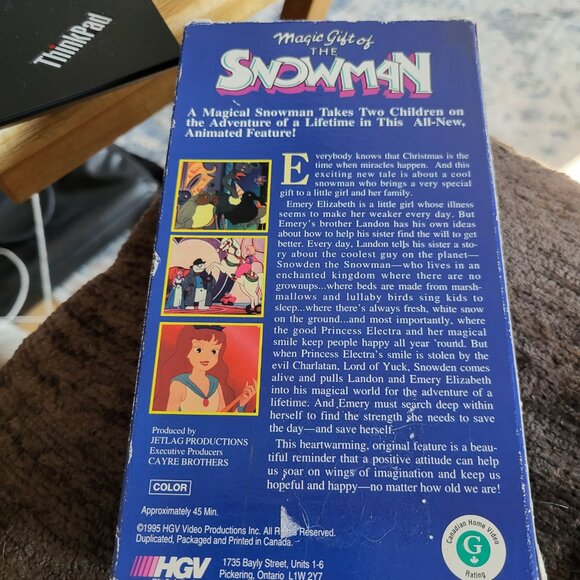 ThinkPad
Magic Gift of
THE
SNOWMAN
A Magical Snowman Takes Two Children on
the Adventure of a Lifetime in This All-New,
Animated Feature!
Everybody knows that Christmas is the
time when miracles happen. And this
exciting new tale is about a cool
snowman who brings a very special
gift to a little girl and her family.
Emery Elizabeth is a little girl whose illness
seems to make her weaker every day. But
Emery's brother Landon has his own ideas
about how to help his sister find the will to get
better. Every day, Landon tells his sister a sto-
ry about the coolest guy on the planet—
Snowden the Snowman—who lives in an
enchanted kingdom where there are no
grownups...where beds are made from marsh-
mallows and lullaby birds sing kids to
sleep...where there's always fresh, white snow
on the ground...and most importantly, where
the good Princess Electra and her magical
smile keep people happy all year 'round. But
when Princess Electra's smile is stolen by the
evil Charlatan, Lord of Yuck, Snowden comes
alive and pulls Landon and Emery Elizabeth
into his magical world for the adventure of a
lifetime. And Emery must search deep within
herself to find the strength she needs to save
the day—and save herself.
This heartwarming, original feature is a beau-
tiful reminder that a positive attitude can help
us soar on wings of imagination and keep us
hopeful and happy—no matter how old we are!
Produced by
JETLAG PRODUCTIONS
Executive Producers
CAYRE BROTHERS
COLOR
Approximately 45 Min.
©1995 HGV Video Productions Inc. All Rights Reserved.
Duplicated, Packaged and Printed in Canada.
HGV
1735 Bayly Street, Units 1-6
Pickering, Ontario L1W 2Y7
Canadian Home Video
G
Rating